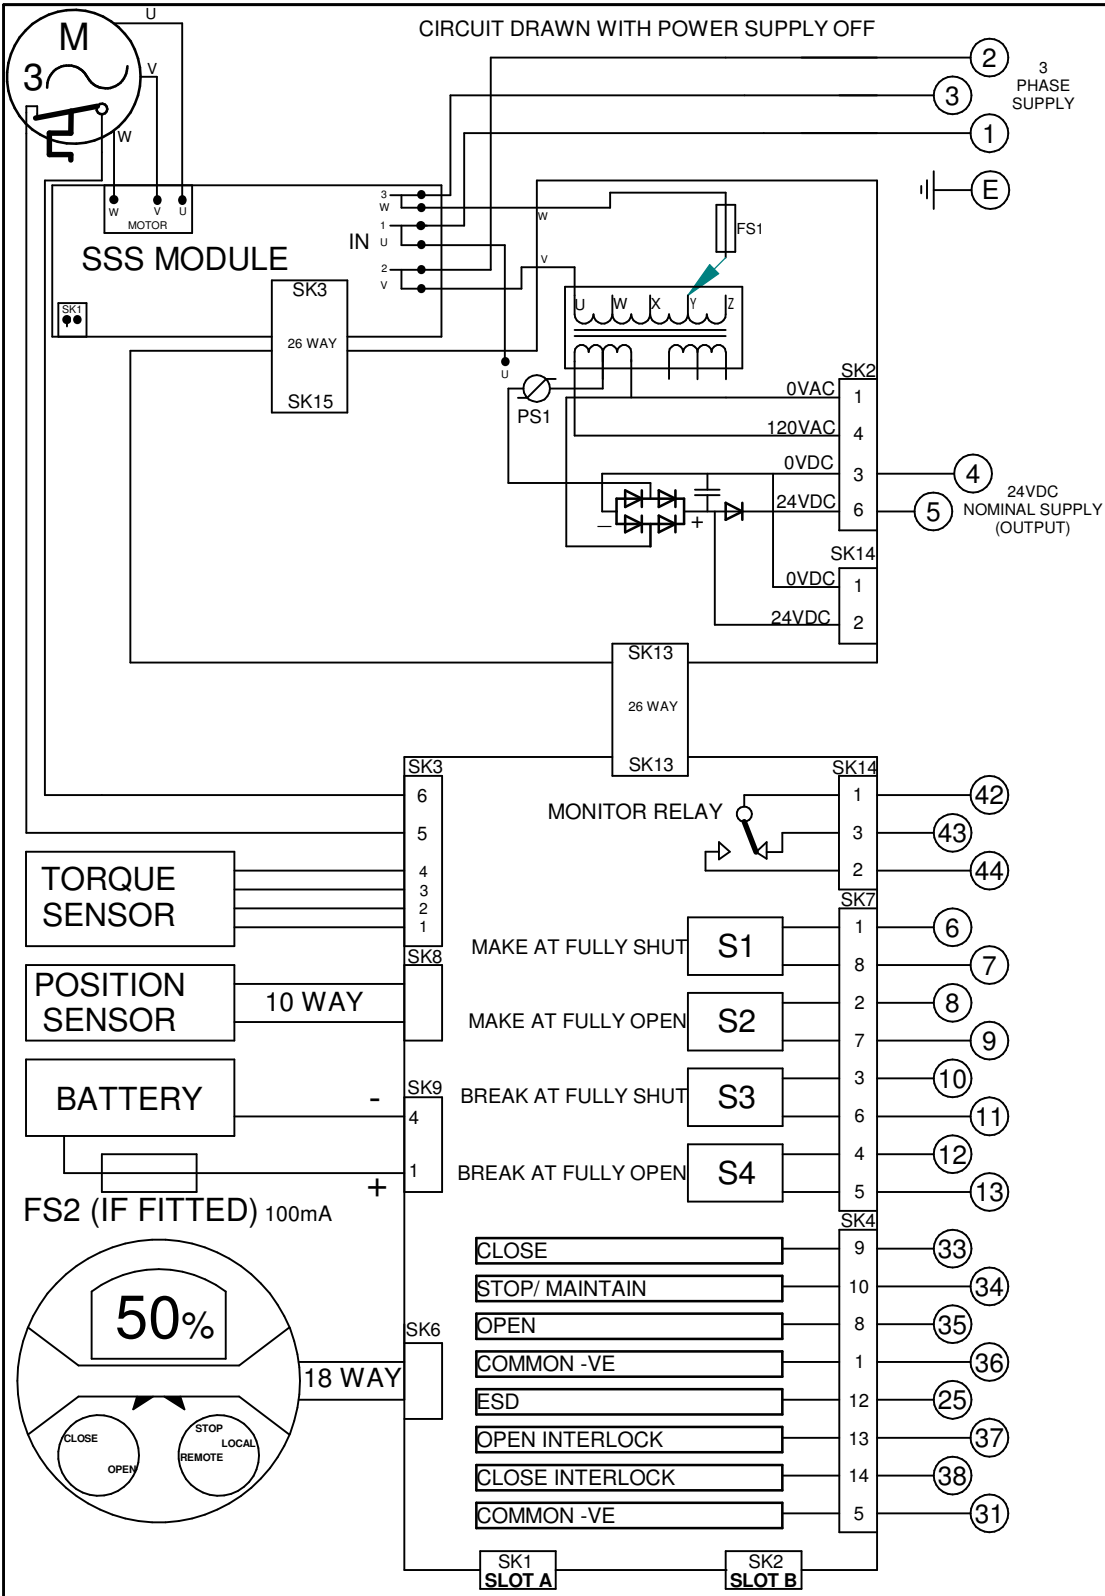 U
CIRCUIT DRAWN WITH POWER SUPPLY OFF
M
3
V
W
2
3
PHASE
SUPPLY
3
1
E
W V U
MOTOR
SSS MODULE
IN
3
W
1
U
2
V
W
V
FS1
SK1
SK3
26 WAY
SK15
U W X Y Z
U
PS1
SK2
0VAC 1
120VAC 4
0VDC 3 4
24VDC 6 5
24VDC
NOMINAL SUPPLY
(OUTPUT)
– +
SK14
0VDC 1
24VDC 2
SK13
26 WAY
SK13
SK3
6
5
4
3
2
1
SK14
MONITOR RELAY
1 42
3 43
2 44
TORQUE
SENSOR
SK7
MAKE AT FULLY SHUT S1
1 6
8 7
SK8
POSITION
SENSOR
10 WAY
MAKE AT FULLY OPEN S2
2 8
7 9
BATTERY
-
SK9
4
1
+
FS2 (IF FITTED) 100mA
BREAK AT FULLY SHUT S3
3 10
6 11
BREAK AT FULLY OPEN S4
4 12
5 13
SK4
CLOSE 9 33
STOP/ MAINTAIN 10 34
OPEN 8 35
COMMON -VE 1 36
ESD 12 25
OPEN INTERLOCK 13 37
CLOSE INTERLOCK 14 38
COMMON -VE 5 31
50%
SK6
18 WAY
CLOSE
OPEN
STOP
LOCAL
REMOTE
SK1
SLOT A
SK2
SLOT B